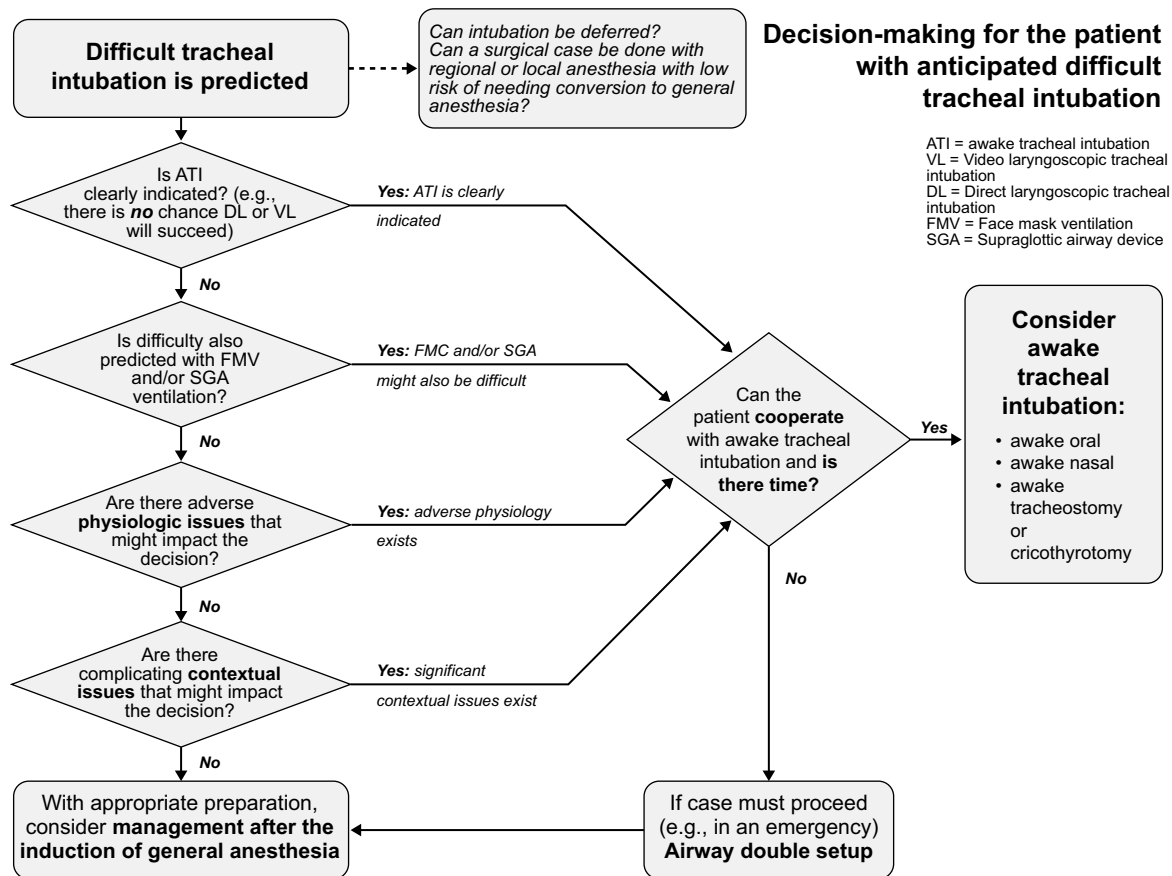 Difficult tracheal
intubation is predicted
Can intubation be deferred?
Can a surgical case be done with
regional or local anesthesia with low
risk of needing conversion to general
anesthesia?
Decision-making for the patient
with anticipated difficult
tracheal intubation
ATI = awake tracheal intubation
VL = Video laryngoscopic tracheal
intubation
DL = Direct laryngoscopic tracheal
intubation
FMV = Face mask ventilation
SGA = Supraglottic airway device
Is ATI
clearly indicated? (e.g.,
there is no chance DL or VL
will succeed)
Yes: ATI is clearly
indicated
No
Is difficulty also
predicted with FMV
and/or SGA
ventilation?
Yes: FMC and/or SGA
might also be difficult
No
Are there adverse
physiologic issues that
might impact the
decision?
Yes: adverse physiology
exists
No
Are there
complicating contextual
issues that might impact
the decision?
Yes: significant
contextual issues exist
No
With appropriate preparation,
consider management after the
induction of general anesthesia
Can the
patient cooperate
with awake tracheal
intubation and is
there time?
Yes
Consider
awake
tracheal
intubation:
• awake oral
• awake nasal
• awake
tracheostomy
or
cricothyrotomy
No
If case must proceed
(e.g., in an emergency)
Airway double setup